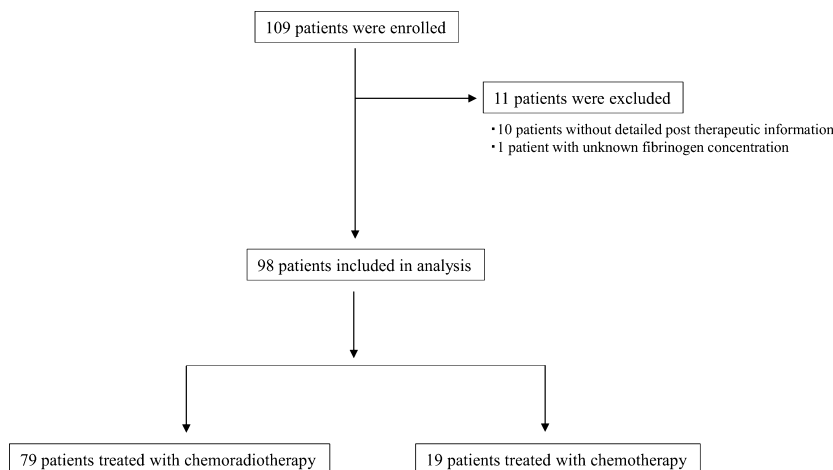 109 patients were enrolled
11 patients were excluded
・10 patients without detailed post therapeutic information
・1 patient with unknown fibrinogen concentration
98 patients included in analysis
79 patients treated with chemoradiotherapy
19 patients treated with chemotherapy